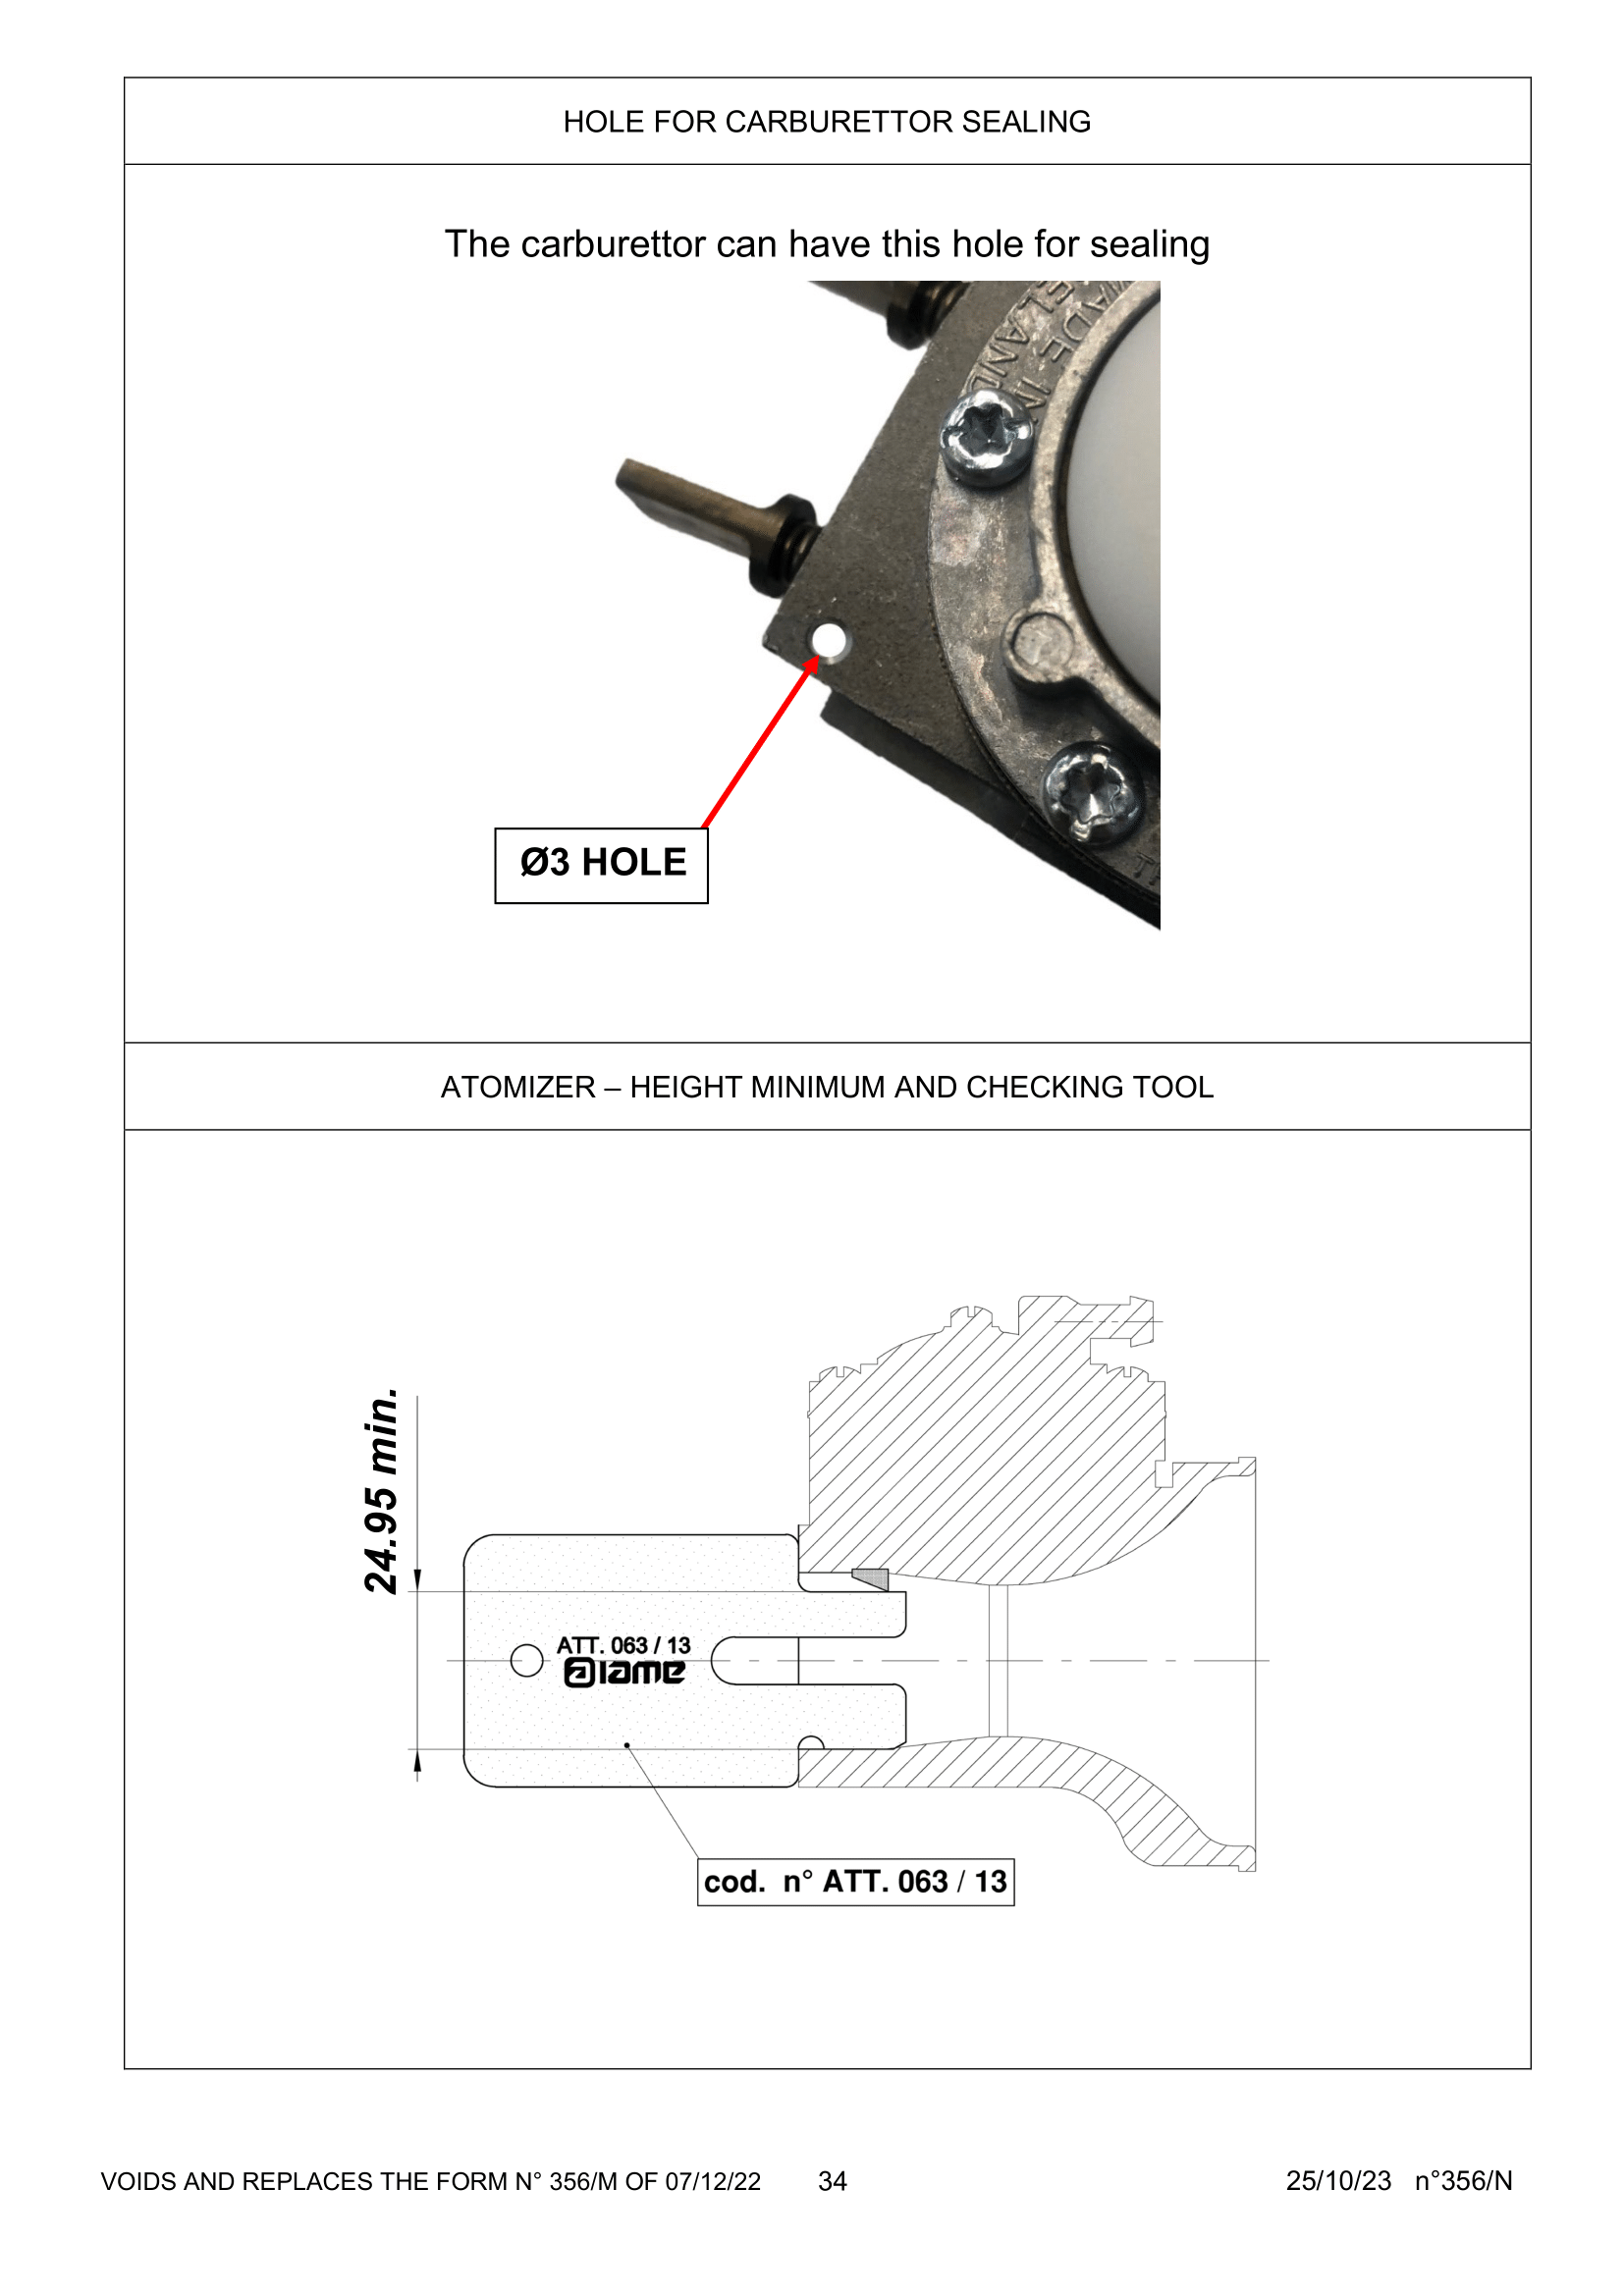 HOLE FOR CARBURETTOR SEALING
The carburettor can have this hole for sealing
MADE IN
ELAND
Ø3 HOLE
ATOMIZER – HEIGHT MINIMUM AND CHECKING TOOL
24.95 min.
ATT. 063 / 13
iame
cod. n° ATT. 063 / 13
VOIDS AND REPLACES THE FORM N° 356/M OF 07/12/22 34 25/10/23 n°356/N